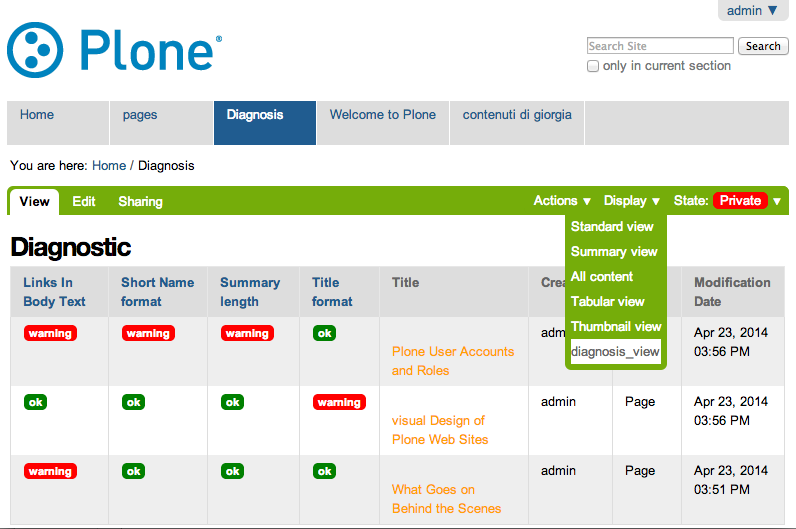 admin ▼
Plone®
Search Site
Search
only in current section
Home
pages
Diagnosis
Welcome to Plone
contenuti di giorgia
You are here: Home / Diagnosis
View Edit Sharing Actions ▼ Display ▼ State: Private ▼
Standard view
Summary view
All content
Tabular view
Thumbnail view
diagnosis_view
Diagnostic
Links In
Body Text
Short Name
format
Summary
length
Title
format
Title
Modification
Date
warning warning warning ok
Plone User Accounts
and Roles
Apr 23, 2014
03:56 PM
ok ok ok warning
visual Design of
Plone Web Sites
admin
Page
Apr 23, 2014
03:56 PM
warning ok ok ok
What Goes on
Behind the Scenes
admin
Page
Apr 23, 2014
03:51 PM